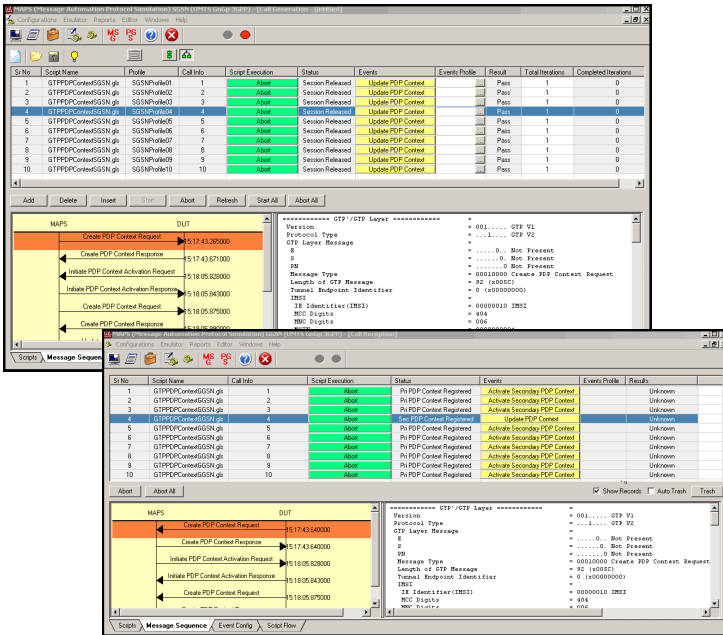 MAPS (Message Automation Protocol Simulation) SGSN (UMTS GnGp 3GPP) - [Call Generation - Untitled]
Configurations Emulator Reports Editor Windows Help
MS G PS G
Sr No Script Name Profile Call Info Script Execution Status Events Events Profile Result Total Iterations Completed Iterations
1 GTPPDPContextSGSN.gls SGSNProfile01 1 Abort Session Released Update PDP Context ... Pass 1 0
2 GTPPDPContextSGSN.gls SGSNProfile02 2 Abort Session Released Update PDP Context ... Pass 1 0
3 GTPPDPContextSGSN.gls SGSNProfile03 3 Abort Session Released Update PDP Context ... Pass 1 0
4 GTPPDPContextSGSN.gls SGSNProfile04 4 Abort Session Released Update PDP Context ... Pass 1 0
5 GTPPDPContextSGSN.gls SGSNProfile05 5 Abort Session Released Update PDP Context ... Pass 1 0
6 GTPPDPContextSGSN.gls SGSNProfile06 6 Abort Session Released Update PDP Context ... Pass 1 0
7 GTPPDPContextSGSN.gls SGSNProfile07 7 Abort Session Released Update PDP Context ... Pass 1 0
8 GTPPDPContextSGSN.gls SGSNProfile08 8 Abort Session Released Update PDP Context ... Pass 1 0
9 GTPPDPContextSGSN.gls SGSNProfile09 9 Abort Session Released Update PDP Context ... Pass 1 0
10 GTPPDPContextSGSN.gls SGSNProfile10 10 Abort Session Released Update PDP Context ... Pass 1 0
Add Delete Insert Start Abort Refresh Start All Abort All
MAPS DUT
Create PDP Context Request
15:17:43.265000
Create PDP Context Response
15:17:43.671000
Initiate PDP Context Activation Request
15:18:05.828000
Initiate PDP Context Activation Response
15:18:05.843000
Create PDP Context Request
15:18:05.875000
Create PDP Context Response
============ GTP'/GTP Layer ============ =
Version = 001..... GTP V1
Protocol Type = ...1.... GTP V2
GTP Layer Message =
E = .....0.. Not Present
S = ......0. Not Present
PN = .......0 Not Present
Message Type = 00010000 Create PDP Context Request
Length of GTP Message = 92 (x005C)
Tunnel Endpoint Identifier = 0 (x00000000)
IMSI =
IE Identifier(IMSI) = 00000010 IMSI
MCC Digits = 404
MNC Digits = 006
Scripts Message Sequen
MAPS (Message Automation Protocol Simulation) GGSN (UMTS GnGp 3GPP) - [Call Reception]
Configurations Emulator Reports Editor Windows Help
MS G PS G
Sr No Script Name Call Info Script Execution Status Events Events Profile Results
1 GTPPDPContextGGSN.gls 1 Abort Pri PDP Context Registered Activate Secondary PDP Context Unknown
2 GTPPDPContextGGSN.gls 2 Abort Pri PDP Context Registered Activate Secondary PDP Context Unknown
3 GTPPDPContextGGSN.gls 3 Abort Pri PDP Context Registered Activate Secondary PDP Context Unknown
4 GTPPDPContextGGSN.gls 4 Abort Sec PDP Context Registered Update PDP Context Unknown
5 GTPPDPContextGGSN.gls 5 Abort Pri PDP Context Registered Activate Secondary PDP Context Unknown
6 GTPPDPContextGGSN.gls 6 Abort Pri PDP Context Registered Activate Secondary PDP Context Unknown
7 GTPPDPContextGGSN.gls 7 Abort Pri PDP Context Registered Activate Secondary PDP Context Unknown
8 GTPPDPContextGGSN.gls 8 Abort Pri PDP Context Registered Activate Secondary PDP Context Unknown
9 GTPPDPContextGGSN.gls 9 Abort Pri PDP Context Registered Activate Secondary PDP Context Unknown
10 GTPPDPContextGGSN.gls 10 Abort Pri PDP Context Registered Activate Secondary PDP Context Unknown
Abort Abort All Show Records Auto Trash Trash
MAPS DUT
Create PDP Context Request
15:17:43.640000
Create PDP Context Response
15:17:43.640000
Initiate PDP Context Activation Request
15:18:05.828000
Initiate PDP Context Activation Response
15:18:05.843000
Create PDP Context Request
15:18:05.875000
============ GTP'/GTP Layer ============ =
Version = 001..... GTP V1
Protocol Type = ...1.... GTP V2
GTP Layer Message =
E = .....0.. Not Present
S = ......0. Not Present
PN = .......0 Not Present
Message Type = 00010000 Create PDP Context Request
Length of GTP Message = 92 (x005C)
Tunnel Endpoint Identifier = 0 (x00000000)
IMSI =
IE Identifier(IMSI) = 00000010 IMSI
MCC Digits = 404
MNC Digits = 006
Scripts Message Sequence Event Config Script Flow